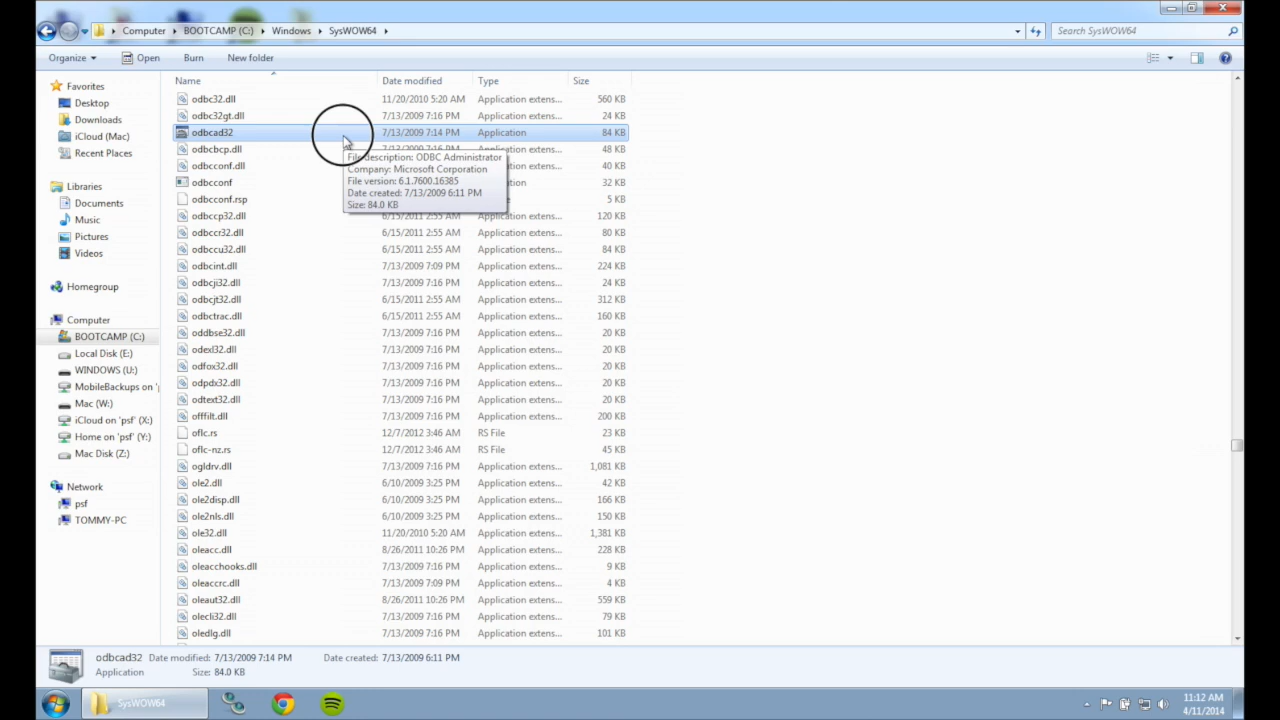 Computer ▸ BOOTCAMP (C:) ▸ Windows ▸ SysWOW64 ▸
Search SysWOW64
Organize ▾ Open Burn New folder
Name Date modified Type Size
odbc32.dll 11/20/2010 5:20 AM Application extens... 560 KB
odbc32gt.dll 7/13/2009 7:16 PM Application extens... 24 KB
odbcad32 7/13/2009 7:14 PM Application 84 KB
odbcbcp.dll 7/13/2009 7:16 PM Application extens... 48 KB
odbcconf.dll 40 KB
odbcconf 32 KB
odbcconf.rsp 5 KB
odbccp32.dll 6/15/2011 2:55 AM Application extens... 120 KB
odbccr32.dll 6/15/2011 2:55 AM Application extens... 80 KB
odbccu32.dll 6/15/2011 2:55 AM Application extens... 84 KB
odbcint.dll 7/13/2009 7:09 PM Application extens... 224 KB
odbcji32.dll 7/13/2009 7:16 PM Application extens... 24 KB
odbcjt32.dll 6/15/2011 2:55 AM Application extens... 312 KB
odbctrac.dll 6/15/2011 2:55 AM Application extens... 160 KB
oddbse32.dll 7/13/2009 7:16 PM Application extens... 20 KB
odexl32.dll 7/13/2009 7:16 PM Application extens... 20 KB
odfox32.dll 7/13/2009 7:16 PM Application extens... 20 KB
odpdx32.dll 7/13/2009 7:16 PM Application extens... 20 KB
odtext32.dll 7/13/2009 7:16 PM Application extens... 20 KB
offfilt.dll 7/13/2009 7:16 PM Application extens... 200 KB
oflc.rs 12/7/2012 3:46 AM RS File 23 KB
oflc-nz.rs 12/7/2012 3:46 AM RS File 45 KB
ogldrv.dll 7/13/2009 7:16 PM Application extens... 1,081 KB
ole2.dll 6/10/2009 3:25 PM Application extens... 42 KB
ole2disp.dll 6/10/2009 3:25 PM Application extens... 166 KB
ole2nls.dll 6/10/2009 3:25 PM Application extens... 150 KB
ole32.dll 11/20/2010 5:20 AM Application extens... 1,381 KB
oleacc.dll 8/26/2011 10:26 PM Application extens... 228 KB
oleacchooks.dll 7/13/2009 7:16 PM Application extens... 9 KB
oleaccrc.dll 7/13/2009 7:09 PM Application extens... 4 KB
oleaut32.dll 8/26/2011 10:26 PM Application extens... 559 KB
olecli32.dll 7/13/2009 7:16 PM Application extens... 79 KB
oledlg.dll 7/13/2009 7:16 PM Application extens... 101 KB
File description: ODBC Administrator
Company: Microsoft Corporation
File version: 6.1.7600.16385
Date created: 7/13/2009 6:11 PM
Size: 84.0 KB
Favorites
Desktop
Downloads
iCloud (Mac)
Recent Places
Libraries
Documents
Music
Pictures
Videos
Homegroup
Computer
BOOTCAMP (C:)
Local Disk (E:)
WINDOWS (U:)
MobileBackups on '
Mac (W:)
iCloud on 'psf' (X:)
Home on 'psf' (Y:)
Mac Disk (Z:)
Network
psf
TOMMY-PC
odbcad32 Date modified: 7/13/2009 7:14 PM Date created: 7/13/2009 6:11 PM
Application Size: 84.0 KB
SysWOW64
11:12 AM
4/11/2014